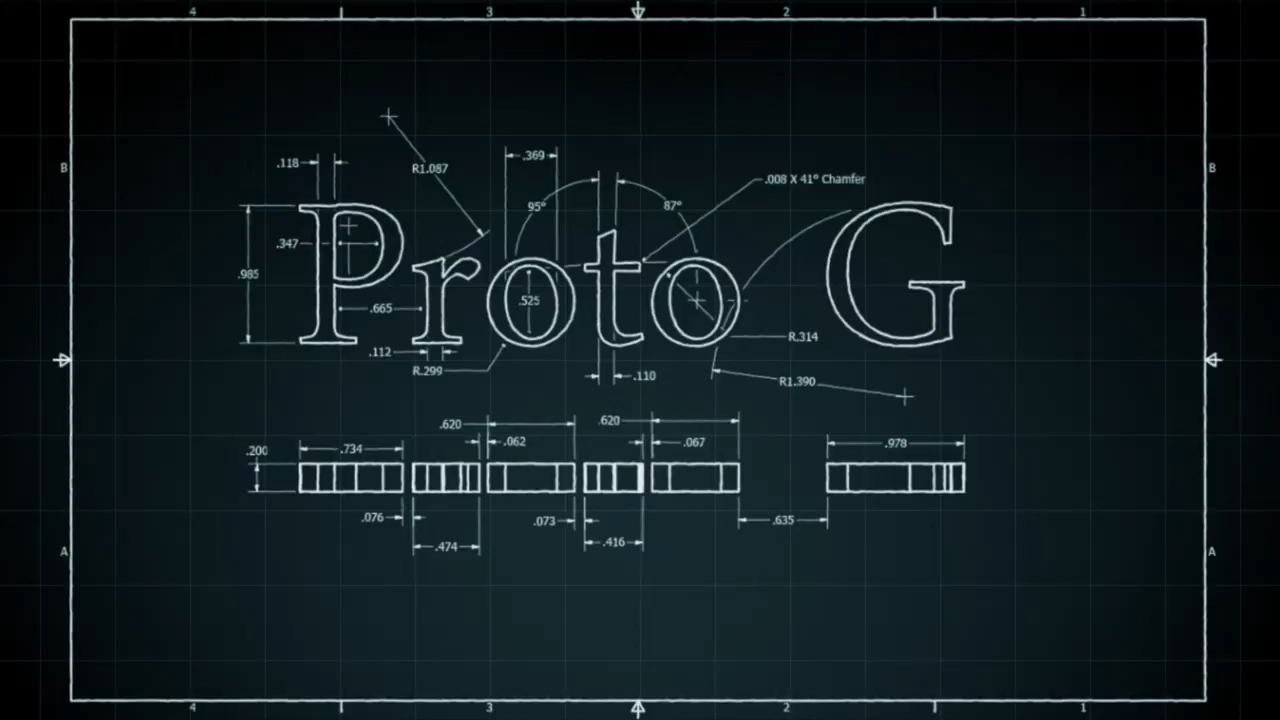 4 3 2 1
B B
.118
R1.087
.369
.008 X 41° Chamfer
95°
87°
.347
.985
Proto G
.525
.665
.112
R.299
.110
R.314
R1.390
.620
.620
.062
.067
.200
.734
.978
.076
.073
.635
.474
.416
A A
4 3 2 1